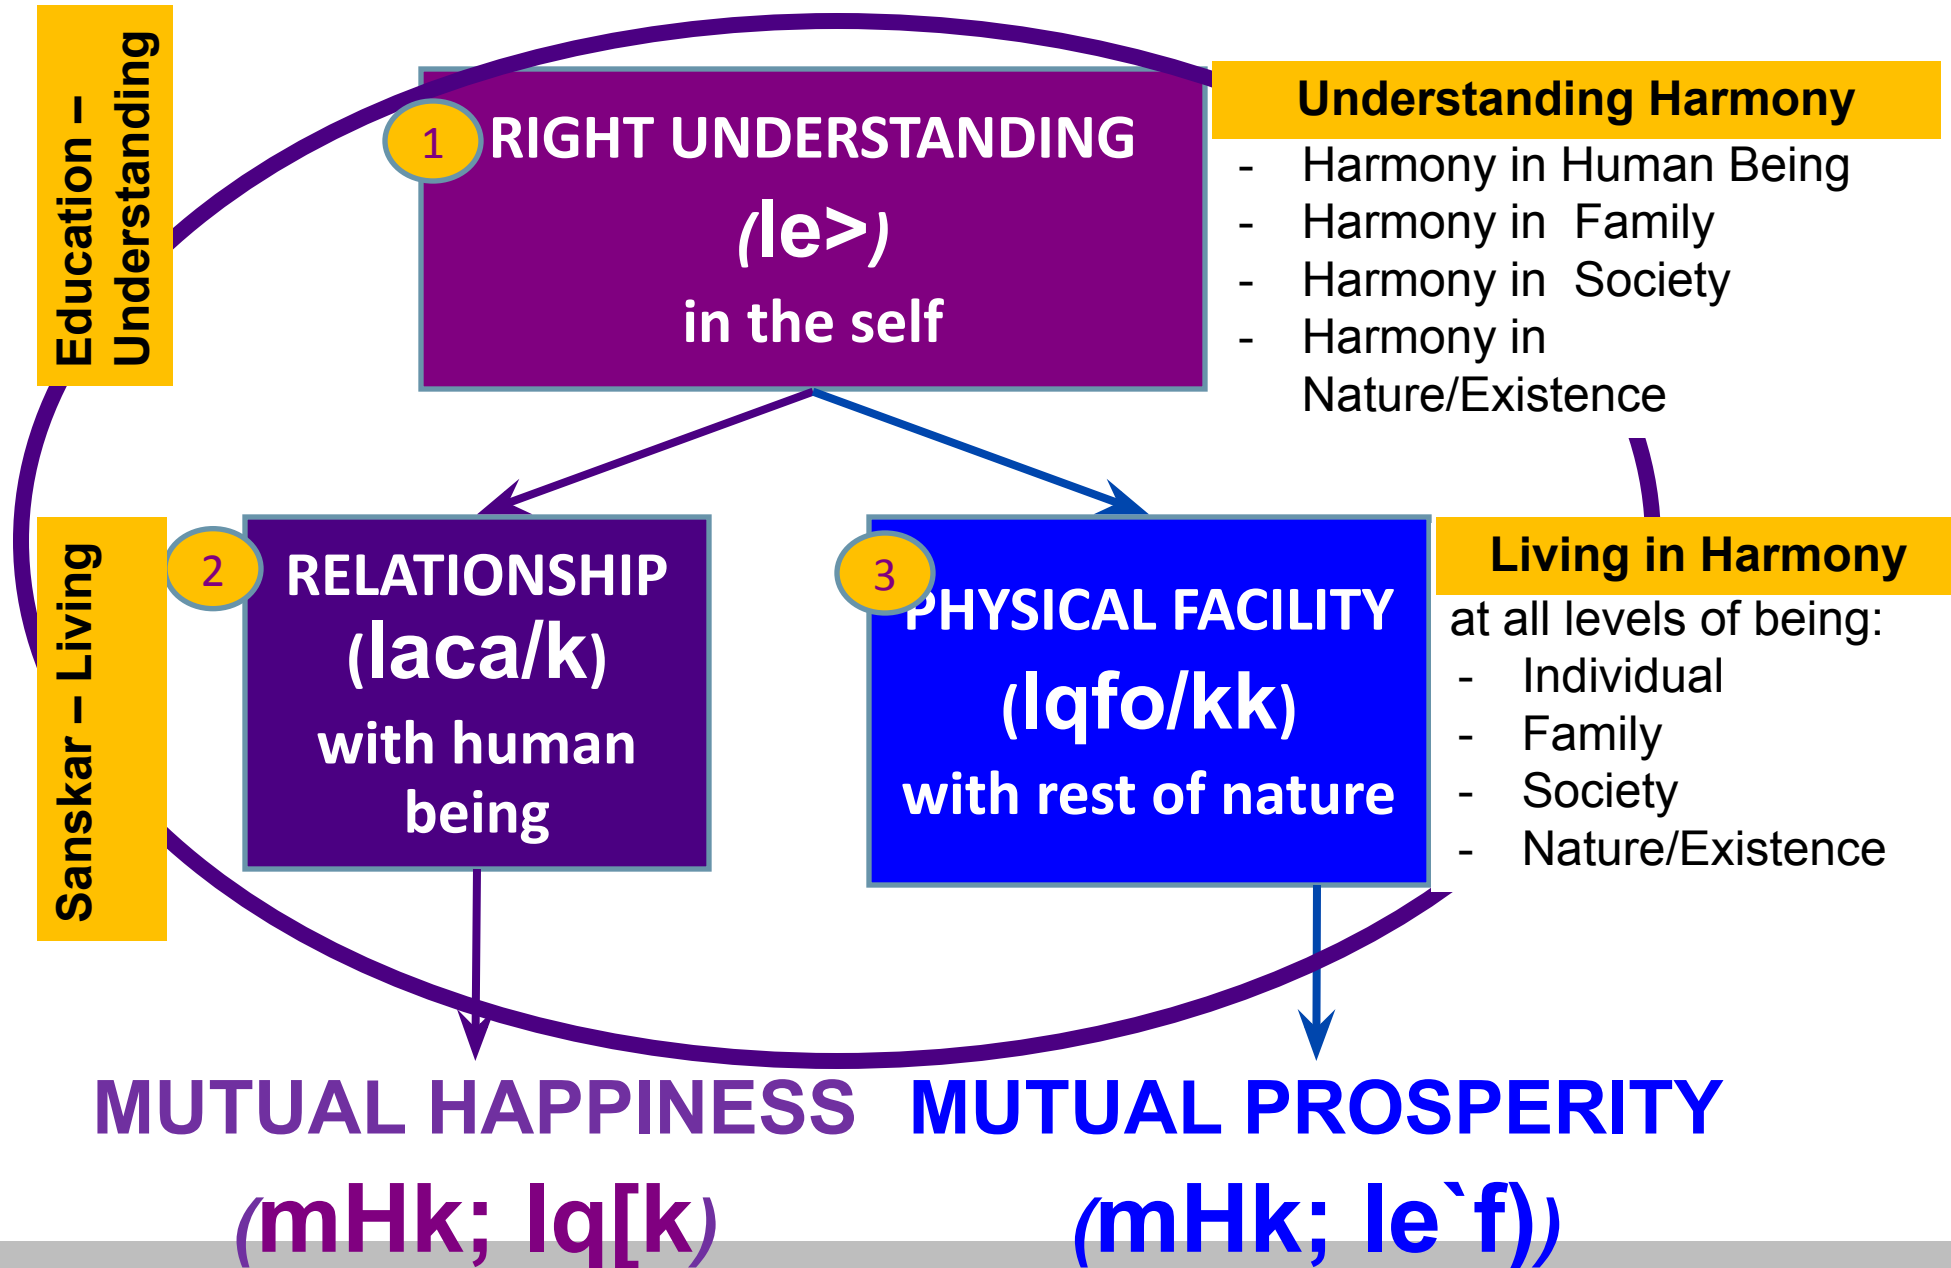 Education –
Understanding
1
RIGHT UNDERSTANDING
(le>)
in the self
Understanding Harmony
- Harmony in Human Being
- Harmony in Family
- Harmony in Society
- Harmony in
Nature/Existence
Sanskar – Living
2
RELATIONSHIP
(laca/k)
with human
being
3
PHYSICAL FACILITY
(lqfo/kk)
with rest of nature
Living in Harmony
at all levels of being:
- Individual
- Family
- Society
- Nature/Existence
MUTUAL HAPPINESS
(mHk; lq[k)
MUTUAL PROSPERITY
(mHk; le`f))